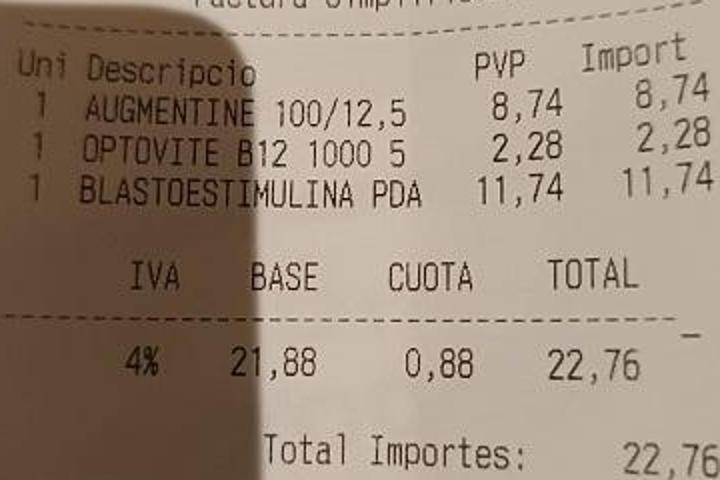 Factura Simplific
Uni Descripcio PVP Import
1 AUGMENTINE 100/12,5 8,74 8,74
1 OPTOVITE B12 1000 5 2,28 2,28
1 BLASTOESTIMULINA PDA 11,74 11,74
IVA BASE CUOTA TOTAL
4% 21,88 0,88 22,76
Total Importes: 22,76